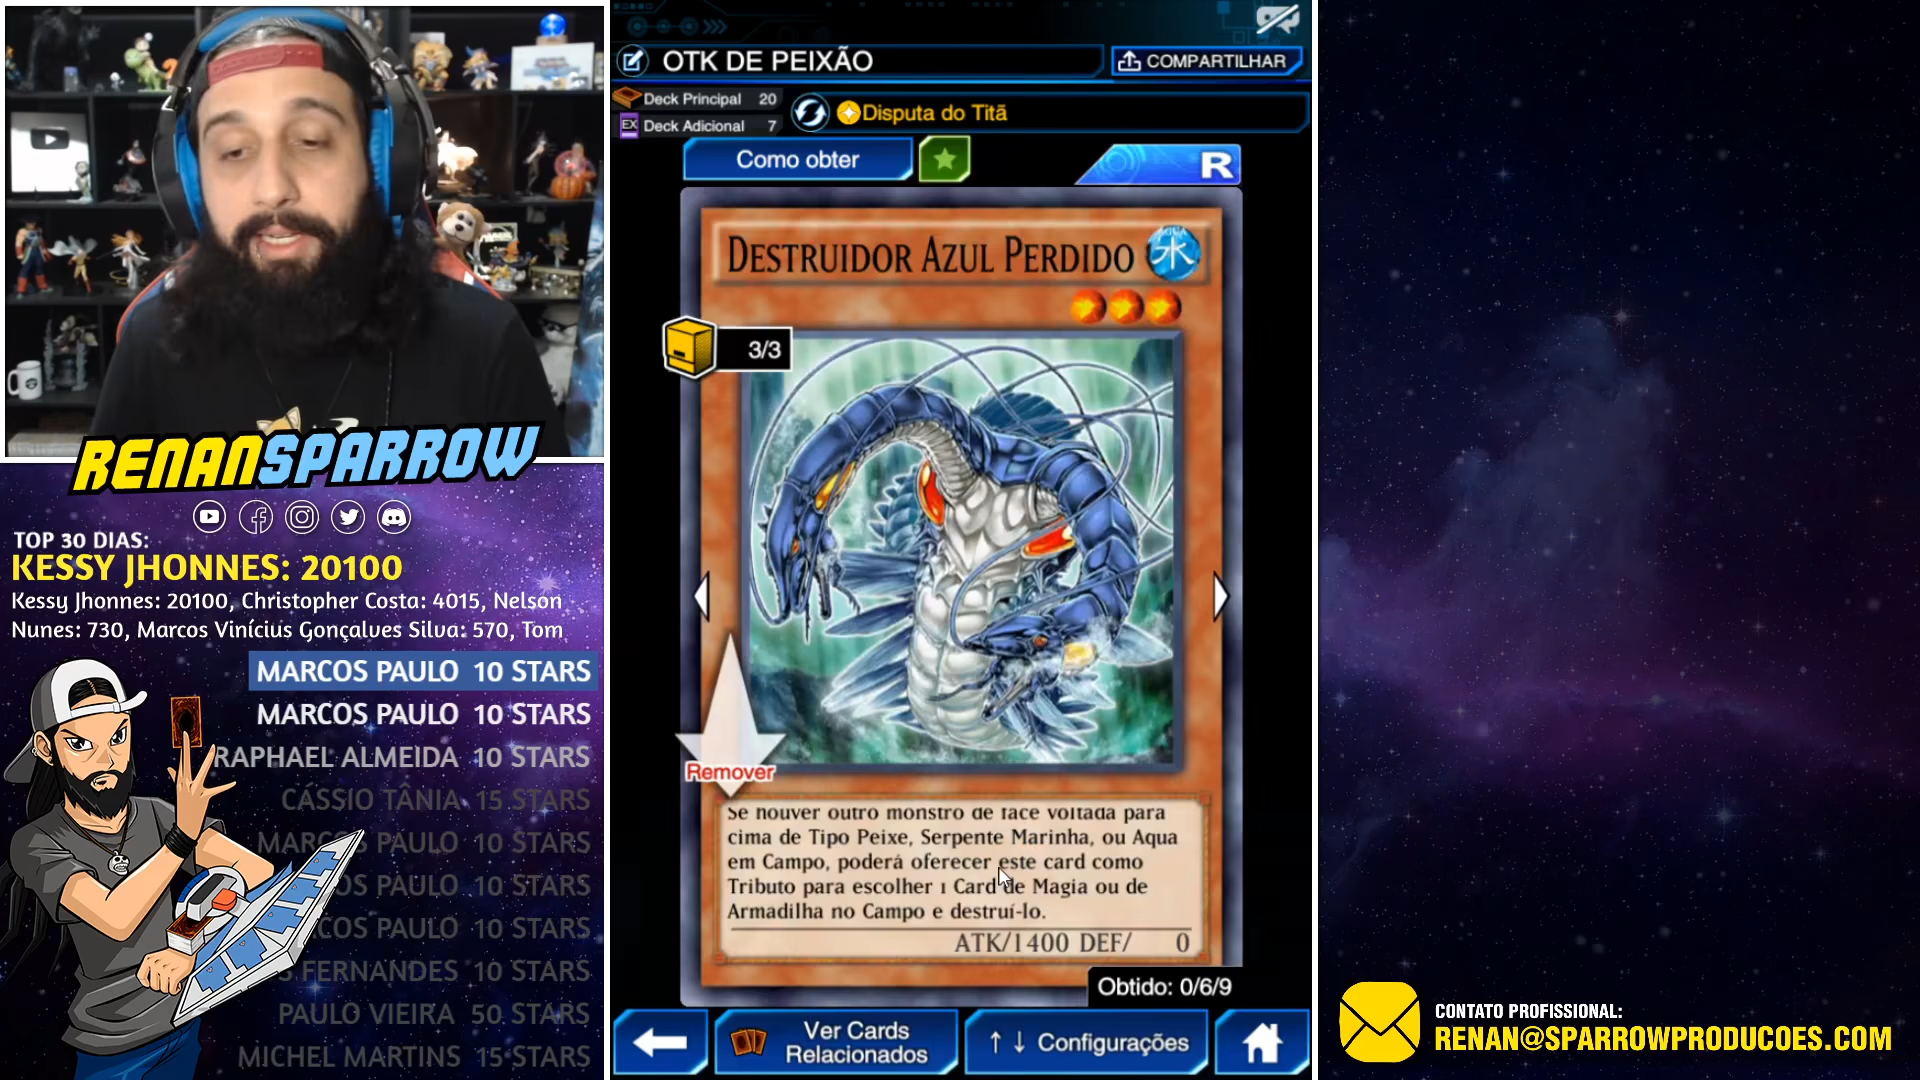 RENANSPARROW
TOP 30 DIAS:
KESSY JHONNES: 20100
Kessy Jhonnes: 20100, Christopher Costa: 4015, Nelson
Nunes: 730, Marcos Vinícius Gonçalves Silva: 570, Tom
MARCOS PAULO 10 STARS
MARCOS PAULO 10 STARS
RAPHAEL ALMEIDA 10 STARS
CÁSSIO TÂNIA 15 STARS
PAULO 10 STARS
PAULO 10 STARS
PAULO 10 STARS
FERNANDES 10 STARS
PAULO VIEIRA 50 STARS
MICHEL MARTINS 15 STARS
OTK DE PEIXÃO
COMPARTILHAR
Deck Principal 20
EX Deck Adicional 7
Disputa do Titã
Como obter
R
DESTRUIDOR AZUL PERDIDO
AGUA
水
3/3
Remover
Se houver outro monstro de face voltada para
cima de Tipo Peixe, Serpente Marinha, ou Aqua
em Campo, poderá oferecer este card como
Tributo para escolher 1 Card de Magia ou de
Armadilha no Campo e destruí-lo.
ATK/1400 DEF/ 0
Obtido: 0/6/9
Ver Cards
Relacionados
↑ ↓ Configurações
CONTATO PROFISSIONAL:
RENAN@SPARROWPRODUCOES.COM